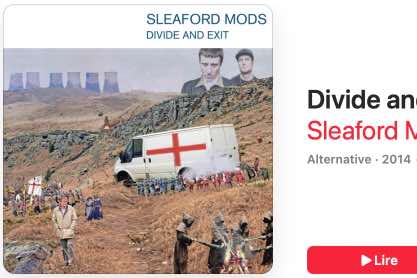 SLEAFORD MODS
DIVIDE AND EXIT
Divide an
Sleaford M
Alternative · 2014
Lire